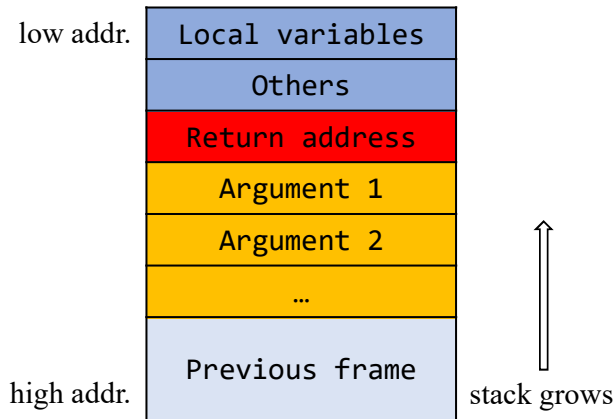 low addr.
Local variables
Others
Return address
Argument 1
Argument 2
…
Previous frame
high addr.
stack grows